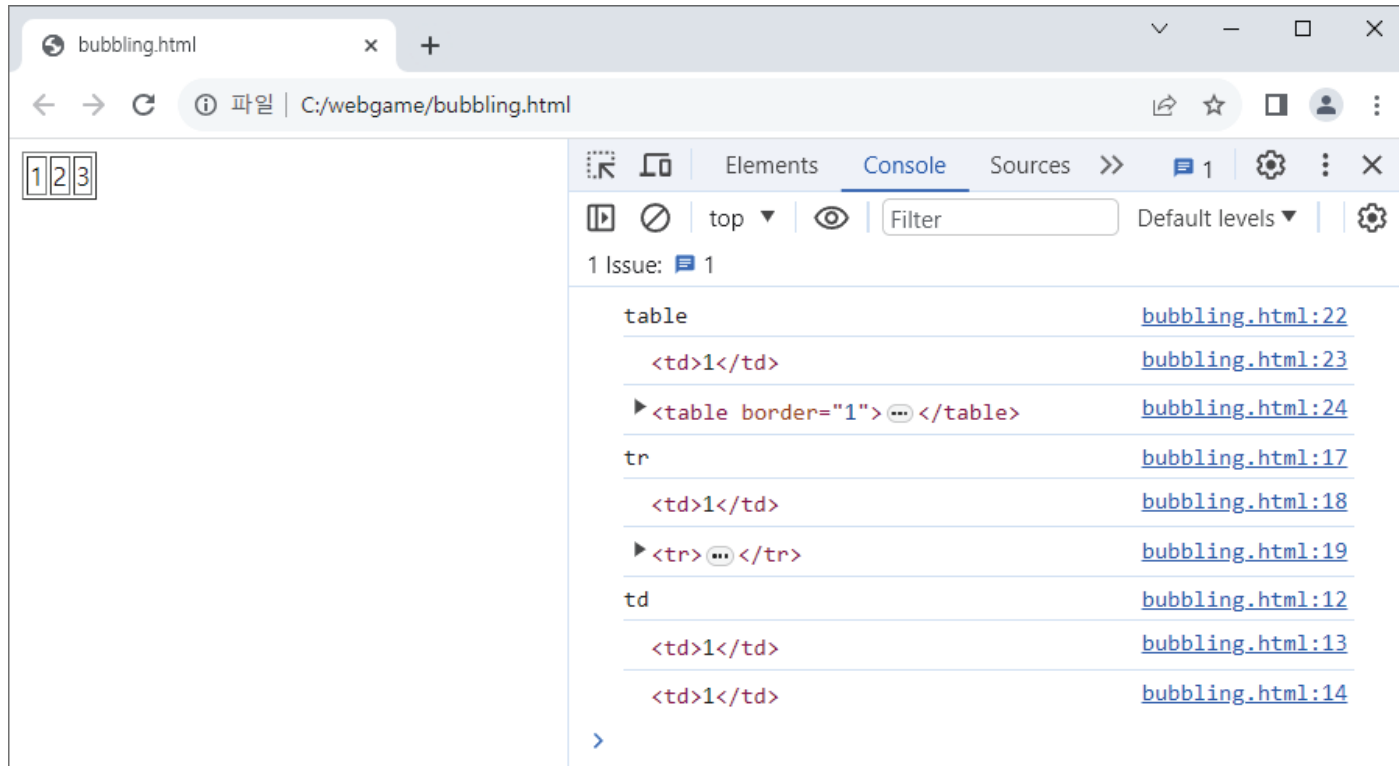 bubbling.html
파일 | C:/webgame/bubbling.html
1 2 3
Elements Console Sources 1
top Filter Default levels
1 Issue: 1
table bubbling.html:22
<td>1</td> bubbling.html:23
<table border="1">…</table> bubbling.html:24
tr bubbling.html:17
<td>1</td> bubbling.html:18
<tr>…</tr> bubbling.html:19
td bubbling.html:12
<td>1</td> bubbling.html:13
<td>1</td> bubbling.html:14